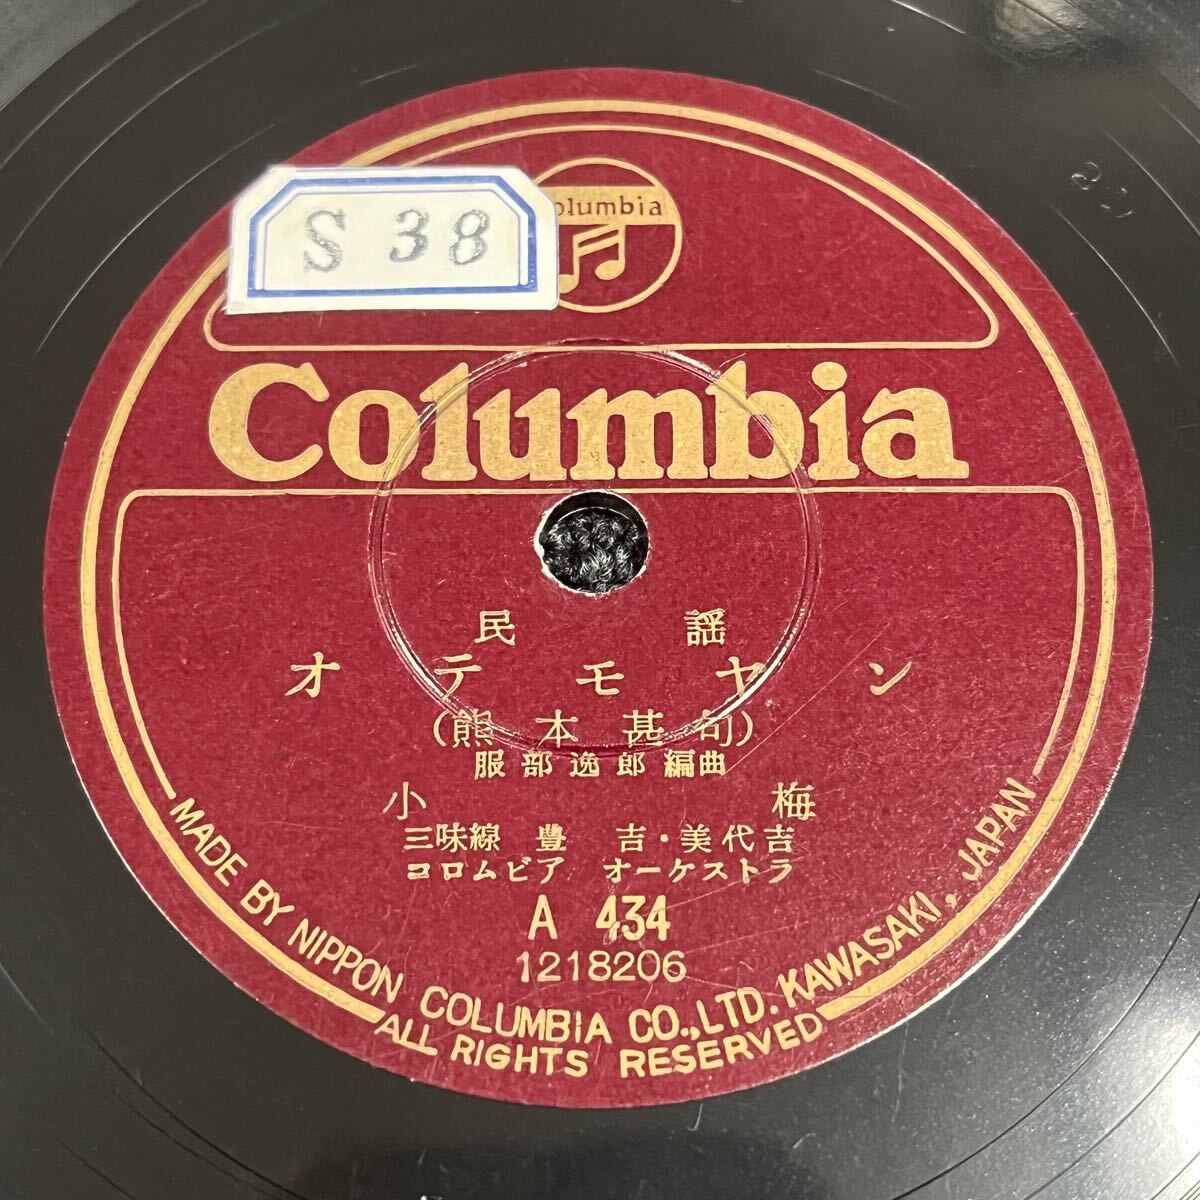 S 38
olumbia
Columbia
民謡
オテモヤン
(熊本甚句)
服部逸郎編曲
小梅
三味線 豊 吉・美代吉
コロムビア オーケストラ
A 434
1218206
MADE BY NIPPON COLUMBIA CO.,LTD. KAWASAKI, JAPAN
ALL RIGHTS RESERVED